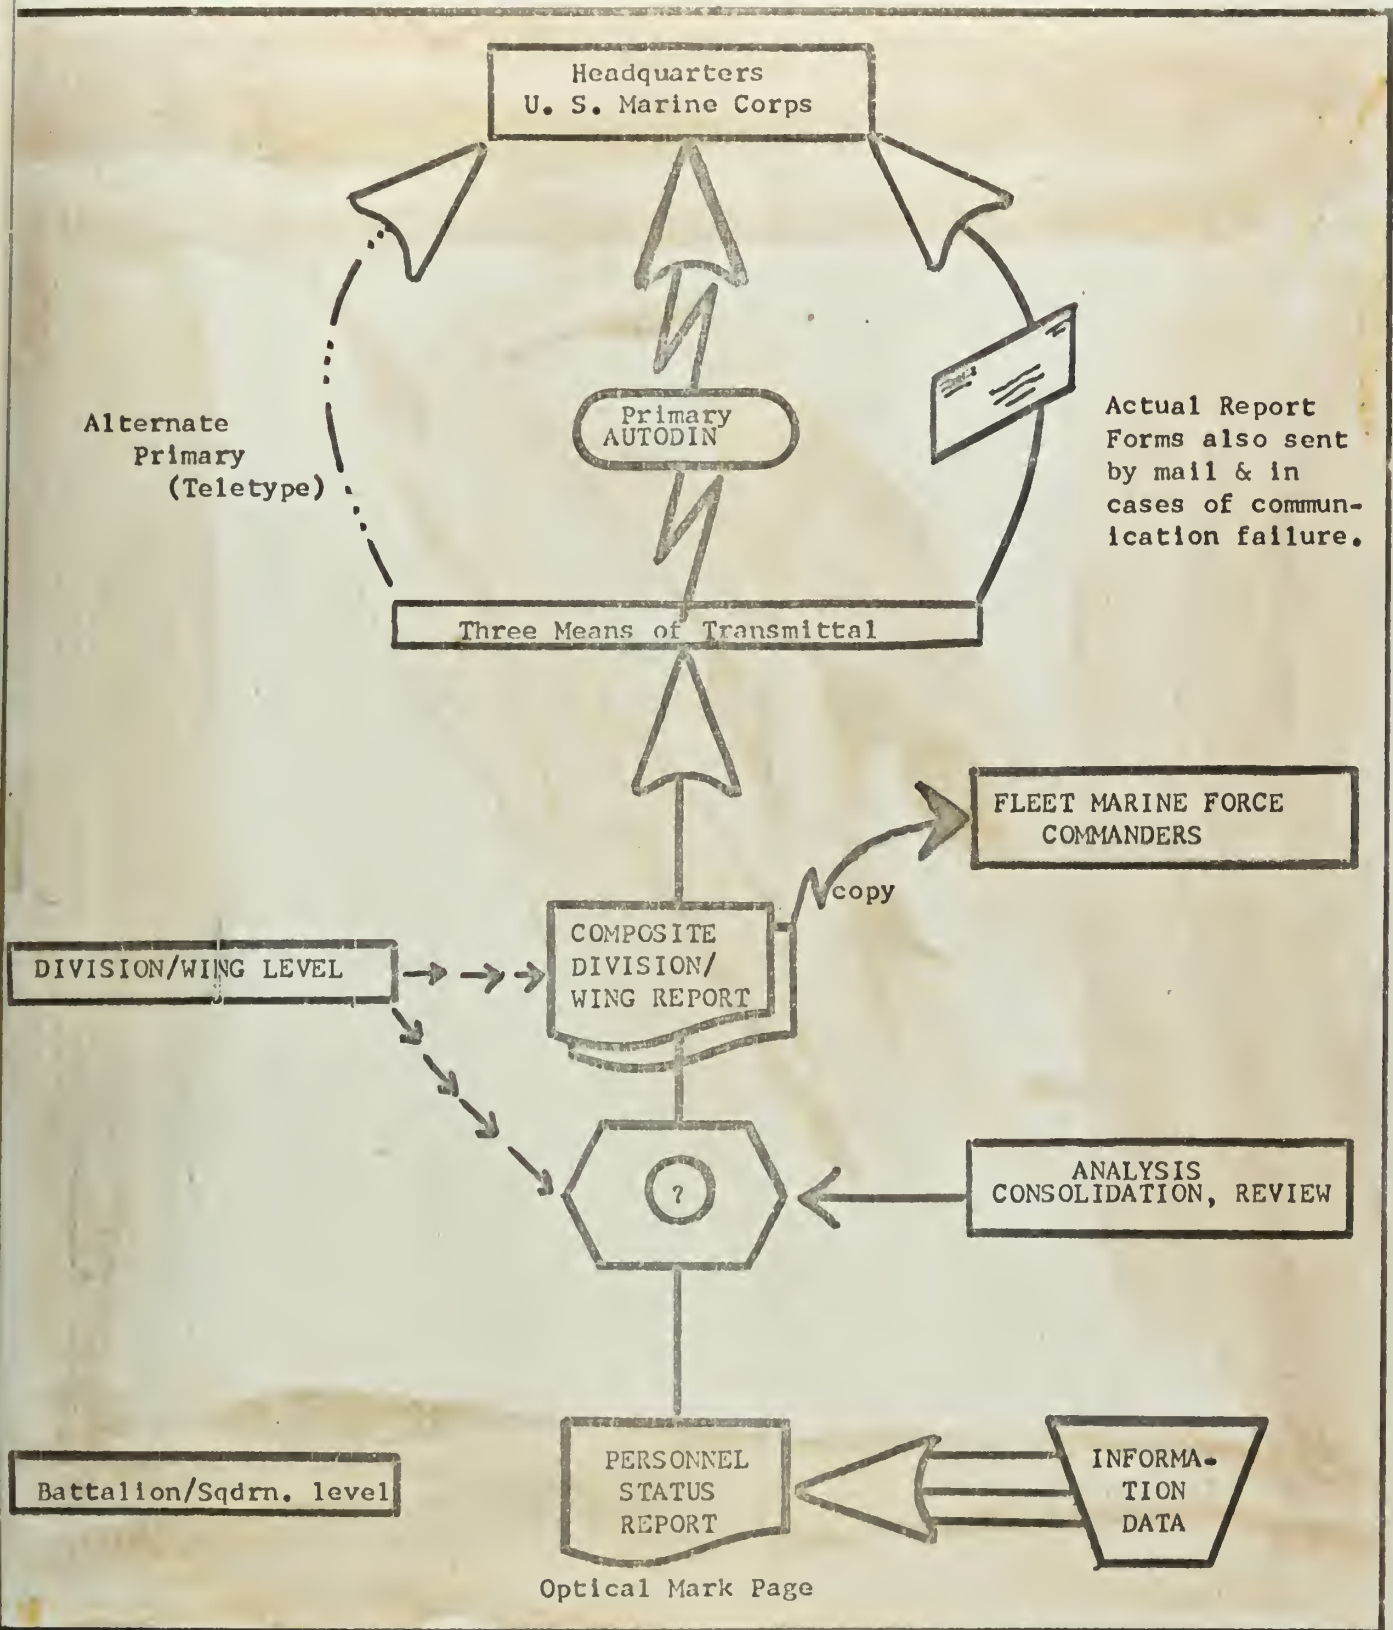 Headquarters
U. S. Marine Corps
Alternate
Primary
(Teletype)
Primary
AUTODIN
Actual Report
Forms also sent
by mail & in
cases of commun-
ication failure.
Three Means of Transmittal
FLEET MARINE FORCE
COMMANDERS
copy
COMPOSITE
DIVISION/
WING REPORT
DIVISION/WING LEVEL
?
ANALYSIS
CONSOLIDATION, REVIEW
PERSONNEL
STATUS
REPORT
INFORMA-
TION
DATA
Battalion/Sqdrn. level
Optical Mark Page